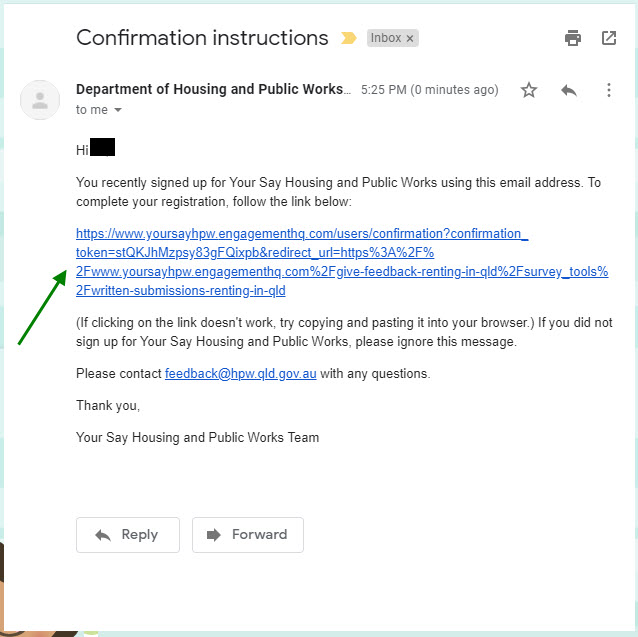 Confirmation instructions Inbox ×
Department of Housing and Public Works... 5:25 PM (0 minutes ago)
to me
Hi
You recently signed up for Your Say Housing and Public Works using this email address. To
complete your registration, follow the link below:
https://www.yoursayhpw.engagementhq.com/users/confirmation?confirmation_
token=stQKJhMzpsy83gFQixpb&redirect_url=https%3A%2F%
2Fwww.yoursayhpw.engagementhq.com%2Fgive-feedback-renting-in-qld%2Fsurvey_tools%
2Fwritten-submissions-renting-in-qld
(If clicking on the link doesn't work, try copying and pasting it into your browser.) If you did not
sign up for Your Say Housing and Public Works, please ignore this message.
Please contact feedback@hpw.qld.gov.au with any questions.
Thank you,
Your Say Housing and Public Works Team
Reply Forward